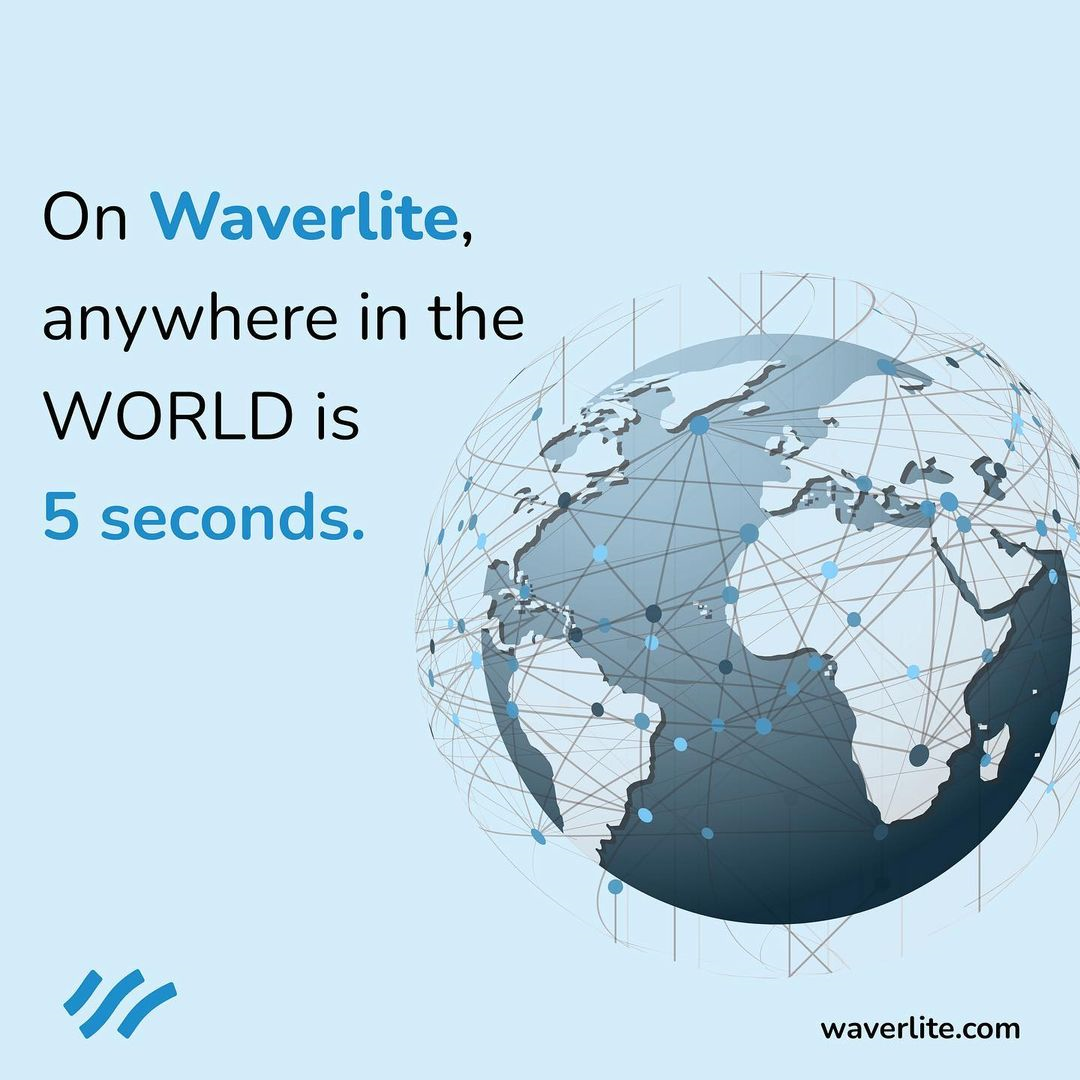 On Waverlite,
anywhere in the
WORLD is
5 seconds.
waverlite.com